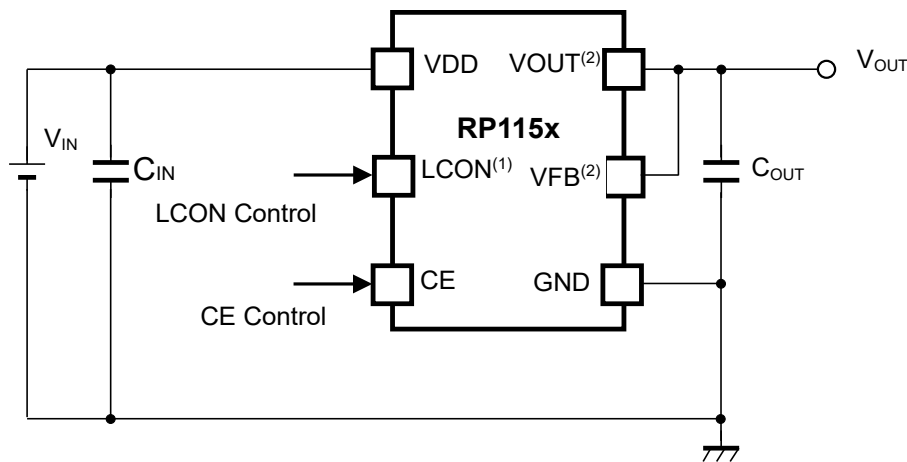 VDD
VOUT(2)
VOUT
RP115x
VIN
CIN
LCON(1)
VFB(2)
COUT
LCON Control
CE
GND
CE Control